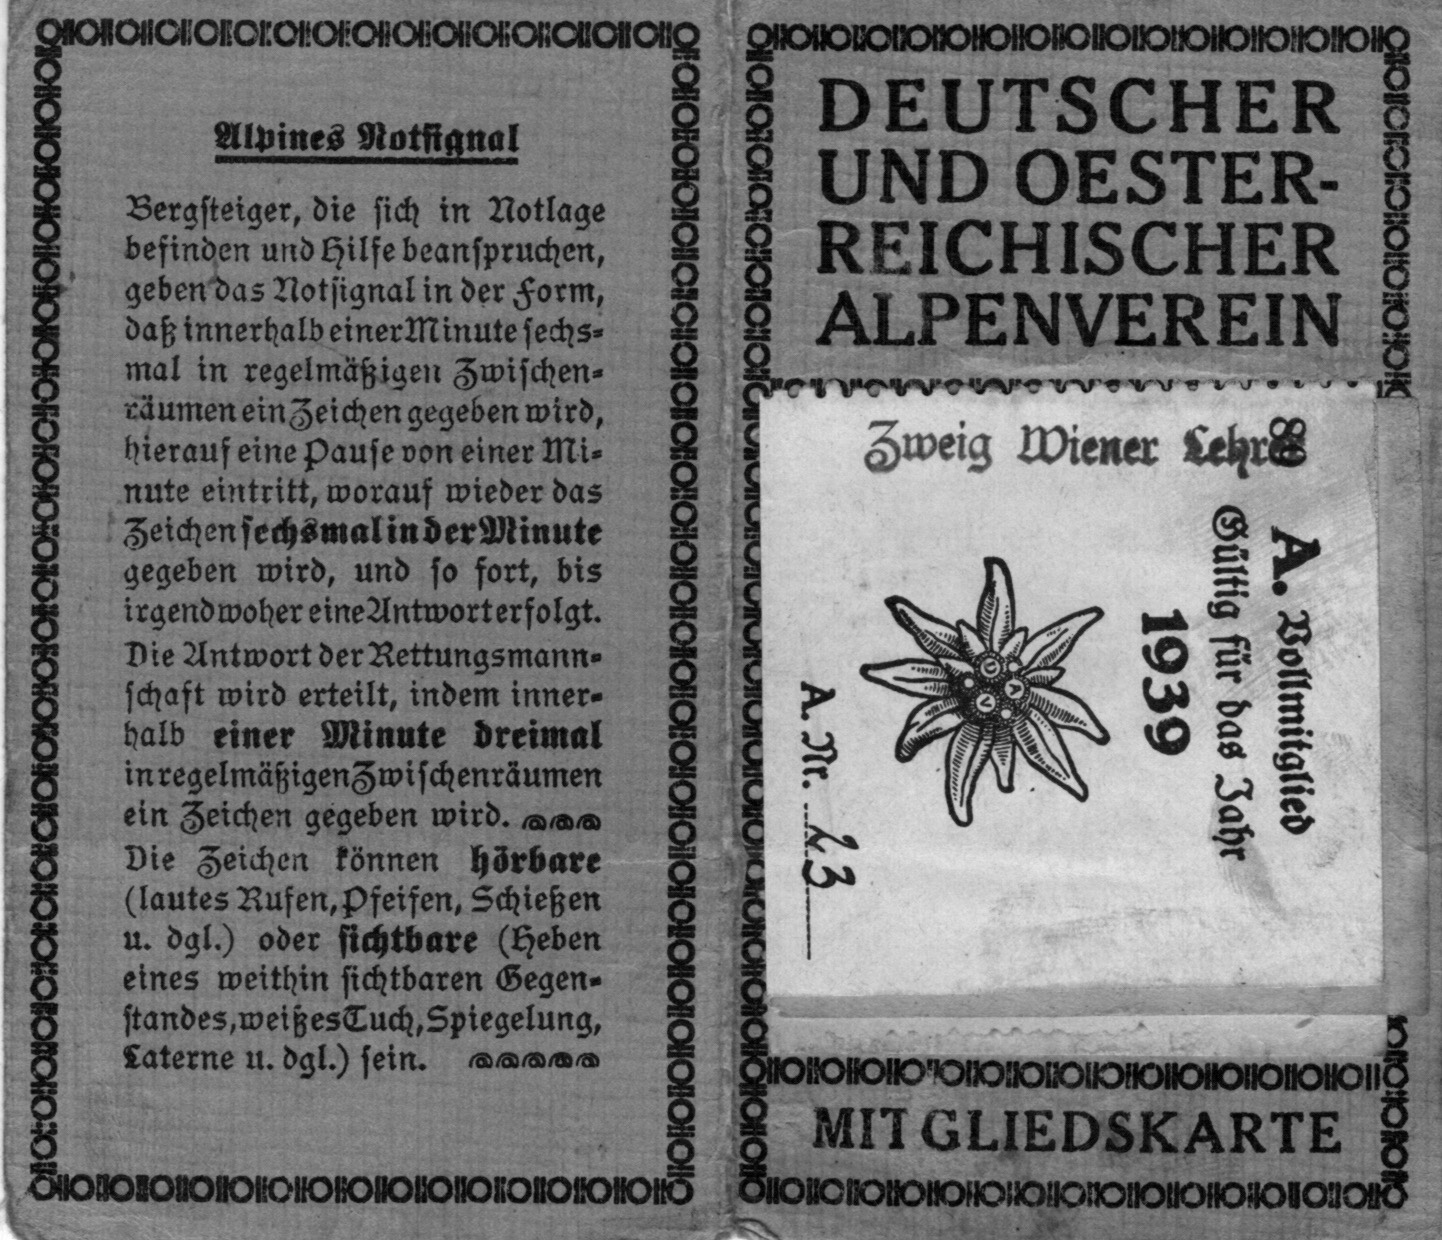 Alpines Notsignal
Bergsteiger, die sich in Notlage
befinden und Hilfe beanspruchen,
geben das Notsignal in der Form,
daß innerhalb einer Minute sechs-
mal in regelmäßigen Zwischen-
räumen ein Zeichen gegeben wird,
hierauf eine Pause von einer Mi-
nute eintritt, worauf wieder das
Zeichen sechsmal in der Minute
gegeben wird, und so fort, bis
irgendwoher eine Antwort erfolgt.
Die Antwort der Rettungsmann-
schaft wird erteilt, indem inner-
halb einer Minute dreimal
in regelmäßigen Zwischenräumen
ein Zeichen gegeben wird.
Die Zeichen können hörbare
(lautes Rufen, Pfeifen, Schießen
u. dgl.) oder sichtbare (Heben
eines weithin sichtbaren Gegen-
standes, weißes Tuch, Spiegelung,
Laterne u. dgl.) sein.
DEUTSCHER
UND OESTER-
REICHISCHER
ALPENVEREIN
Zweig Wiener
A. Vollmitglied
Gültig für das Jahr
1939
A. Nr. 23
MITGLIEDSKARTE